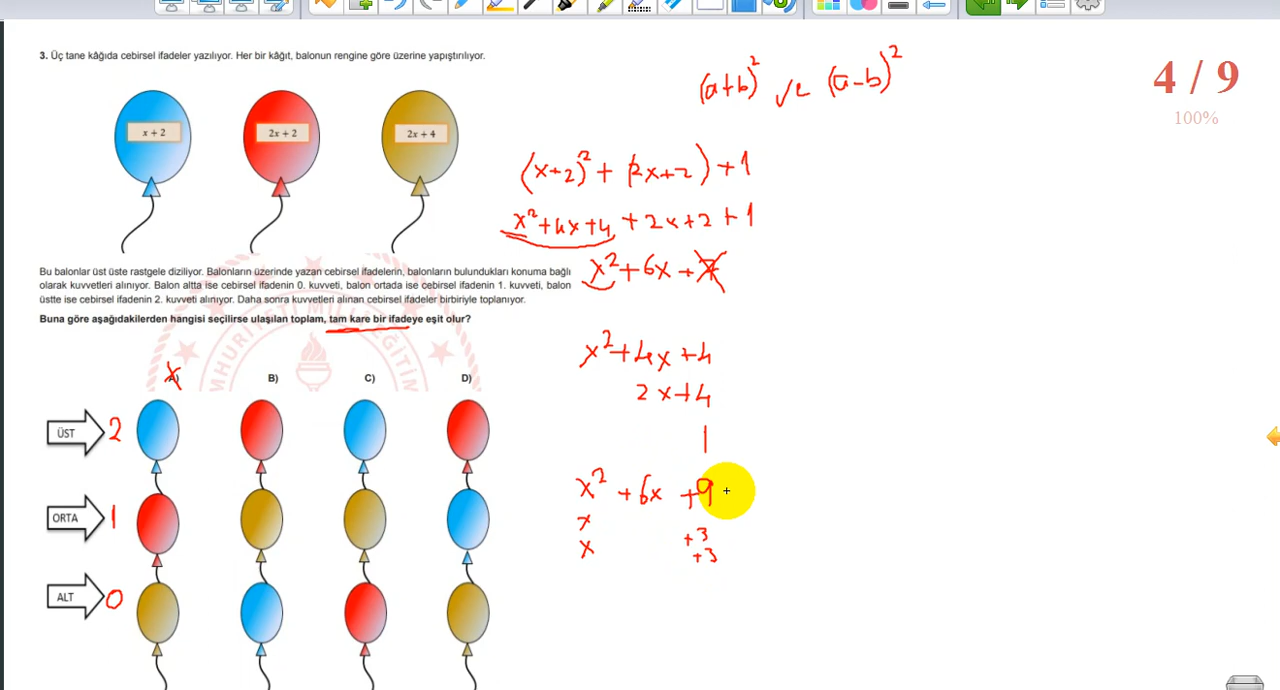 3. Üç tane kâğıda cebirsel ifadeler yazılıyor. Her bir kâğıt, balonun rengine göre üzerine yapıştırılıyor.
x + 2
2x + 2
2x + 4
Bu balonlar üst üste rastgele diziliyor. Balonların üzerinde yazan cebirsel ifadelerin, balonların bulundukları konuma bağlı
olarak kuvvetleri alınıyor. Balon altta ise cebirsel ifadenin 0. kuvveti, balon ortada ise cebirsel ifadenin 1. kuvveti, balon
üstte ise cebirsel ifadenin 2. kuvveti alınıyor. Daha sonra kuvvetleri alınan cebirsel ifadeler birbiriyle toplanıyor.
Buna göre aşağıdakilerden hangisi seçilirse ulaşılan toplam, tam kare bir ifadeye eşit olur?
A)
B)
C)
D)
ÜST
2
ORTA
1
ALT
0
(a+b)² ve (a-b)²
(x+2)² + (2x+2) + 1
x²+4x+4 + 2x+2 + 1
x²+6x+7
x²+4x+4
2x+4
1
x² +6x +9
x +3
x +3
4 / 9
100%